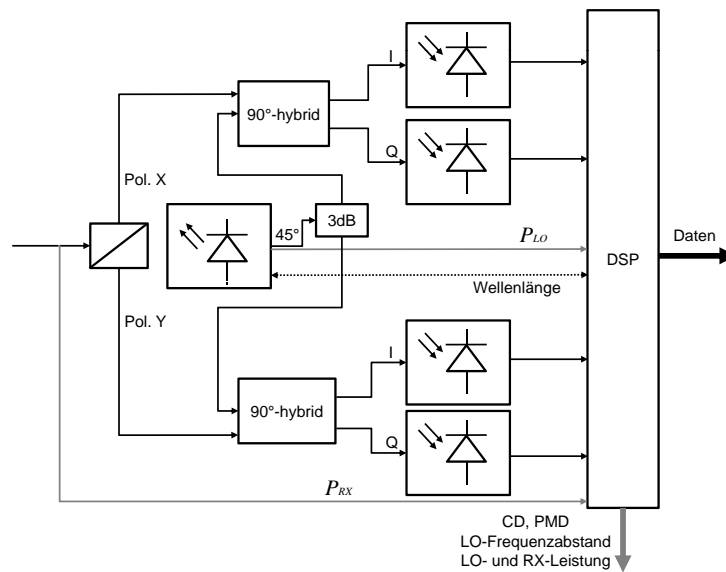 I
90°-hybrid
Q
Pol. X
45°
3dB
P_LO
Daten
DSP
Wellenlänge
Pol. Y
I
90°-hybrid
Q
P_RX
CD, PMD
LO-Frequenzabstand
LO- und RX-Leistung